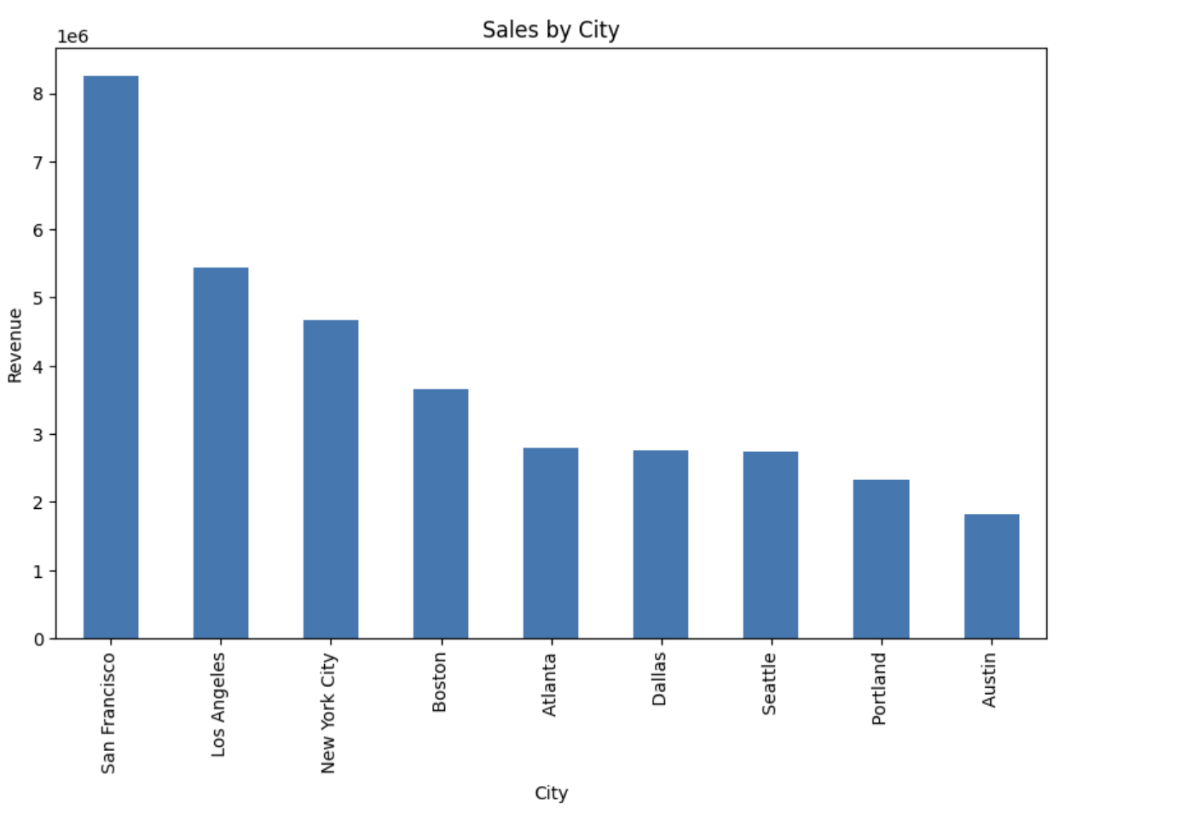 Sales by City
1e6
8
7
6
5
4
3
2
1
0
Revenue
San Francisco
Los Angeles
New York City
Boston
Atlanta
Dallas
Seattle
Portland
Austin
City